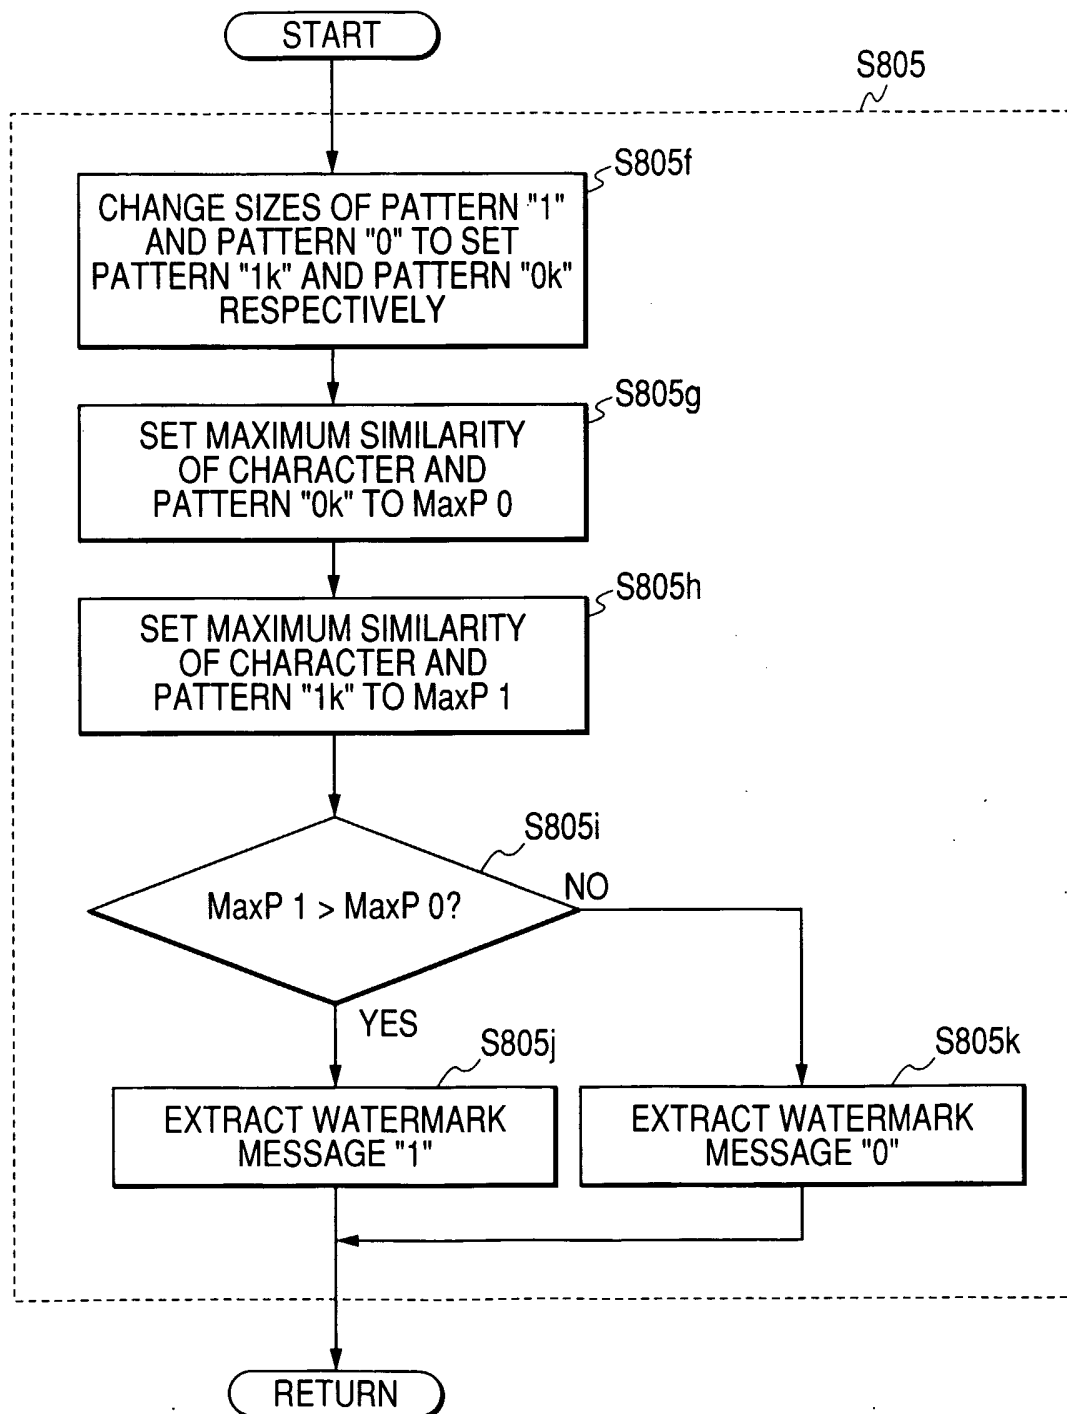 START
S805
S805f
CHANGE SIZES OF PATTERN "1"
AND PATTERN "0" TO SET
PATTERN "1k" AND PATTERN "0k"
RESPECTIVELY
S805g
SET MAXIMUM SIMILARITY
OF CHARACTER AND
PATTERN "0k" TO MaxP 0
S805h
SET MAXIMUM SIMILARITY
OF CHARACTER AND
PATTERN "1k" TO MaxP 1
S805i
MaxP 1 > MaxP 0?
NO
YES
S805j
EXTRACT WATERMARK
MESSAGE "1"
S805k
EXTRACT WATERMARK
MESSAGE "0"
RETURN